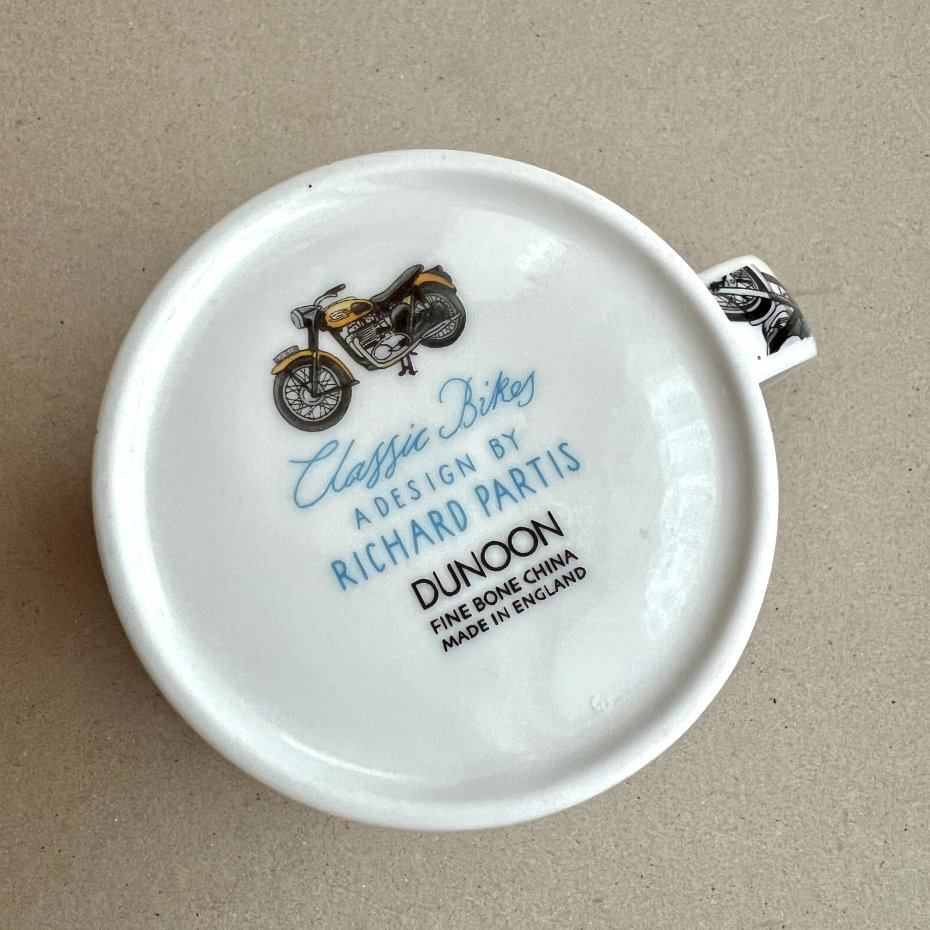 Classic Bikes
A DESIGN BY
RICHARD PARTIS
DUNOON
FINE BONE CHINA
MADE IN ENGLAND